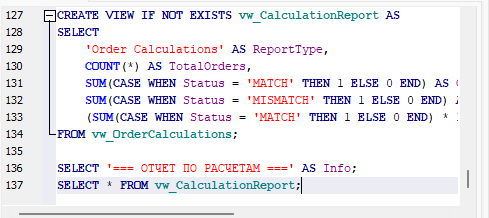 127 CREATE VIEW IF NOT EXISTS vw_CalculationReport AS
128 SELECT
129 'Order Calculations' AS ReportType,
130 COUNT(*) AS TotalOrders,
131 SUM(CASE WHEN Status = 'MATCH' THEN 1 ELSE 0 END) AS
132 SUM(CASE WHEN Status = 'MISMATCH' THEN 1 ELSE 0 END)
133 (SUM(CASE WHEN Status = 'MATCH' THEN 1 ELSE 0 END) *
134 FROM vw_OrderCalculations;
135
136 SELECT '=== ОТЧЕТ ПО РАСЧЕТАМ ===' AS Info;
137 SELECT * FROM vw_CalculationReport;